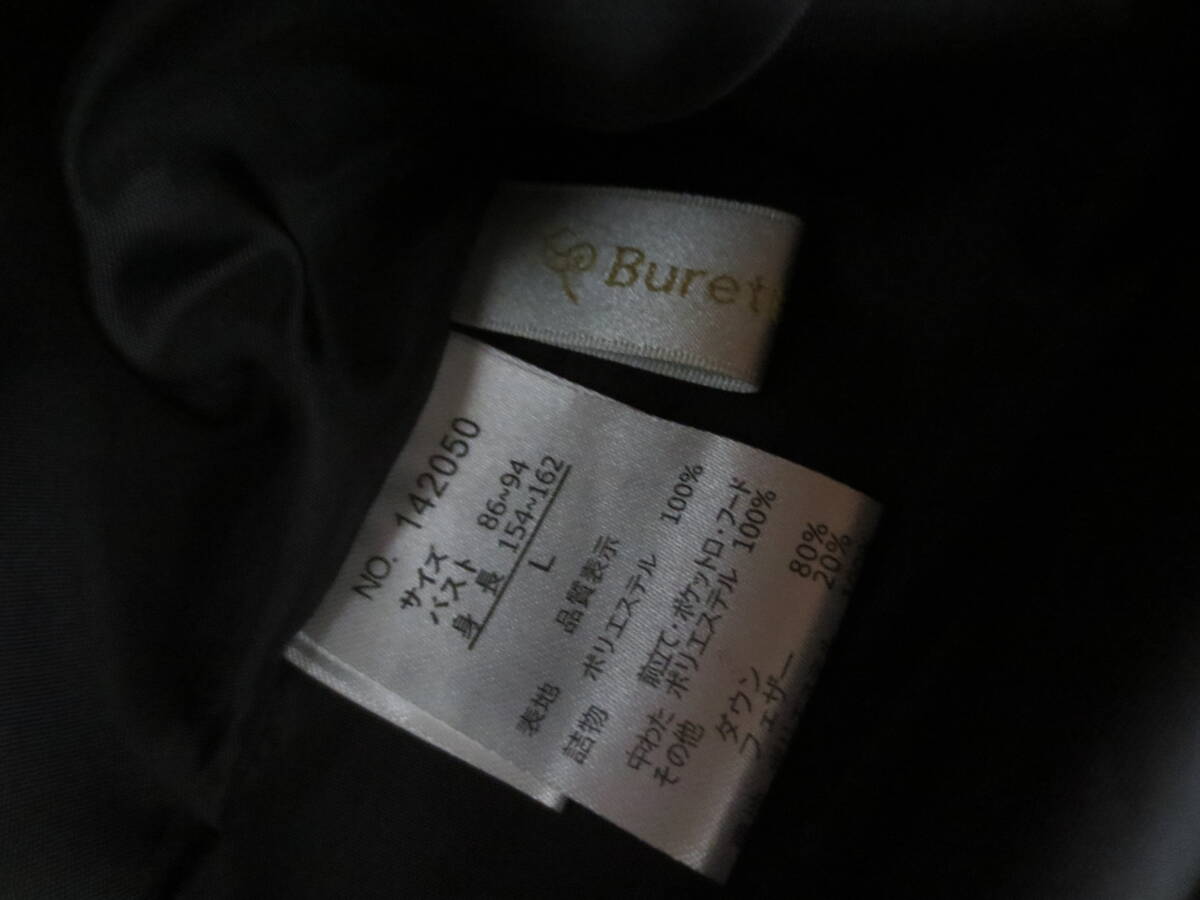 Buret
NO. 142050
サイズ
バスト 86~94
身長 154~162
L
品質表示
表地 ポリエステル 100%
詰物
前立て・ポケット口・フード
中わた ポリエステル 100%
その他
ダウン 80%
フェザー 20%